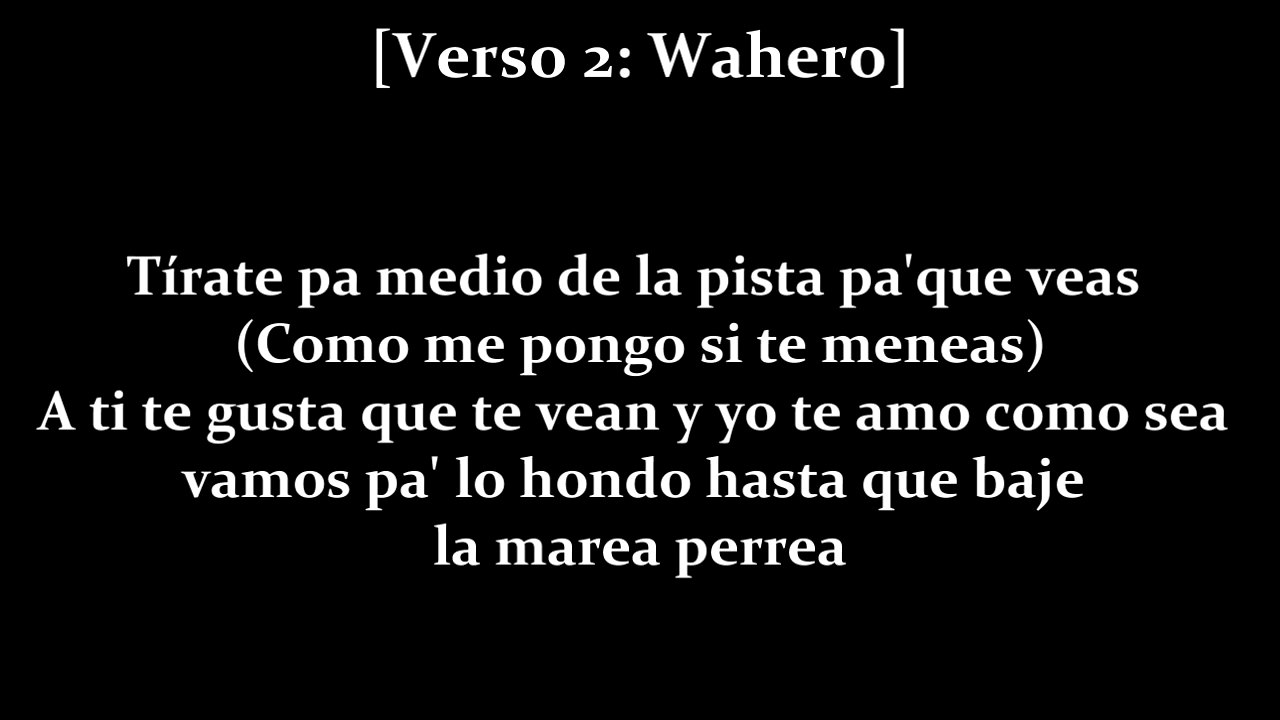 [Verso 2: Wahero]
Tírate pa medio de la pista pa'que veas
(Como me pongo si te meneas)
A ti te gusta que te vean y yo te amo como sea
vamos pa' lo hondo hasta que baje
la marea perrea